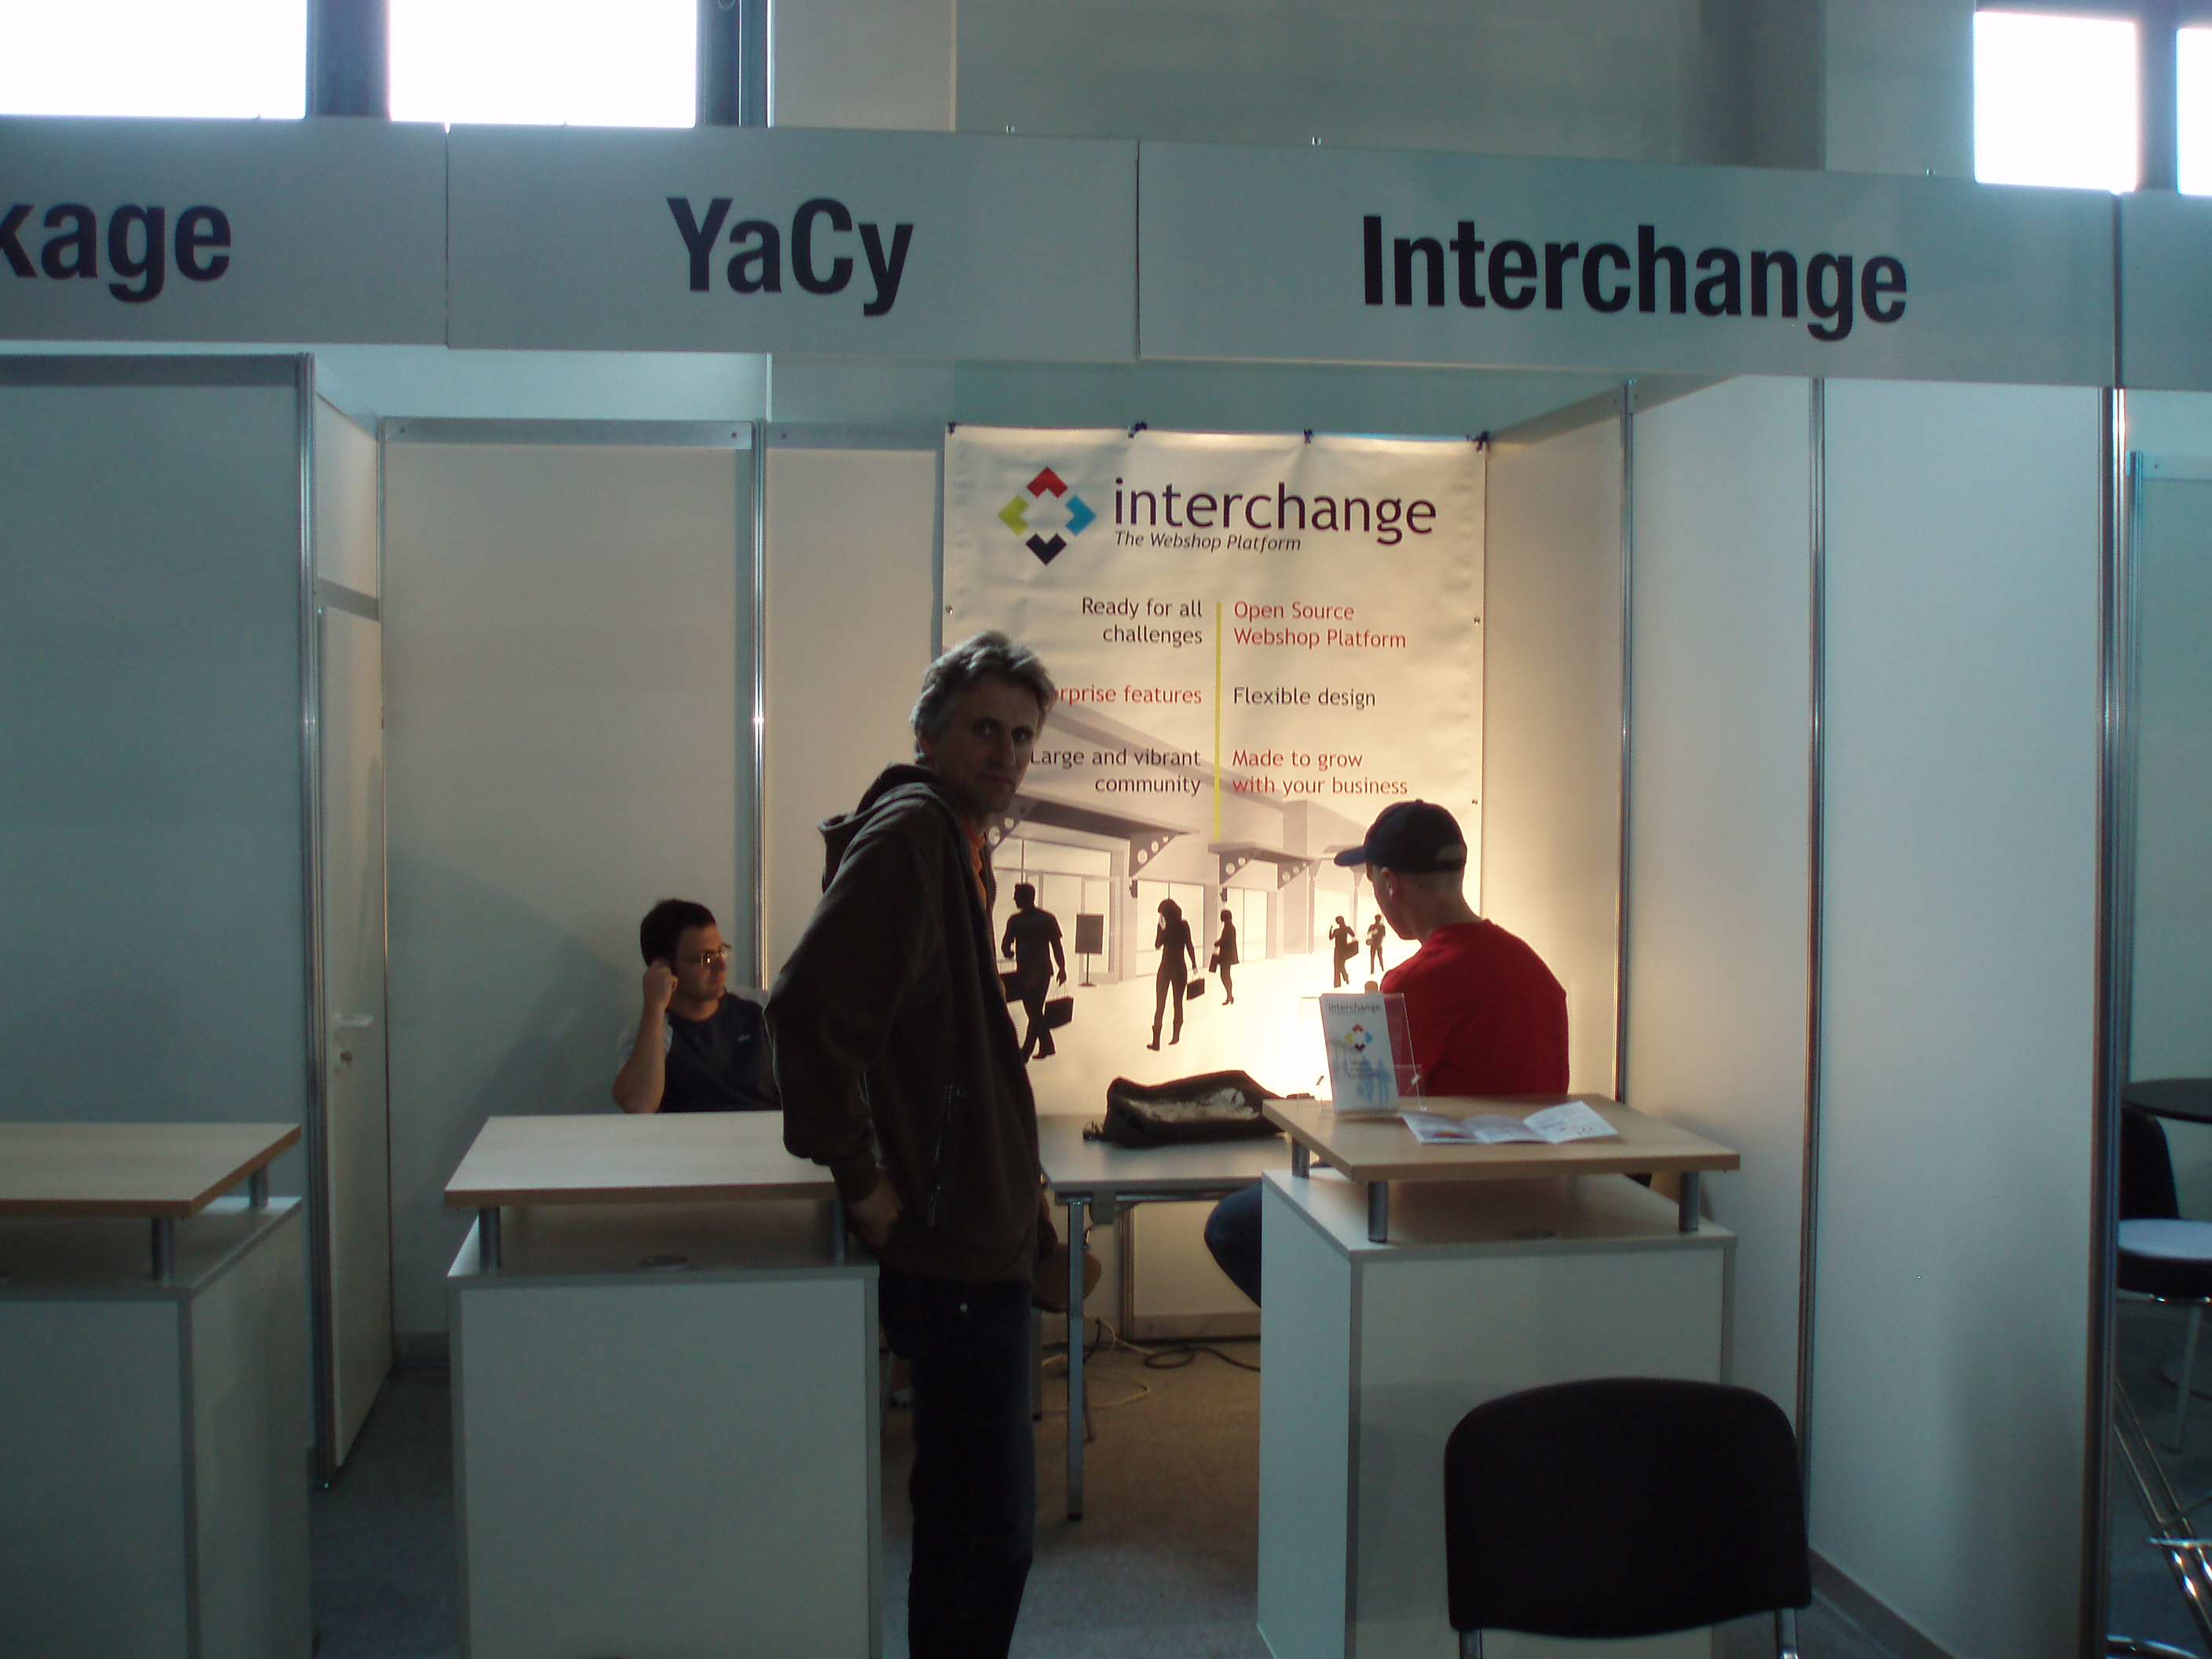 kage
YaCy
Interchange
interchange
The Webshop Platform
Ready for all
challenges
Open Source
Webshop Platform
rprise features
Flexible design
Large and vibrant
community
Made to grow
with your business
interchange